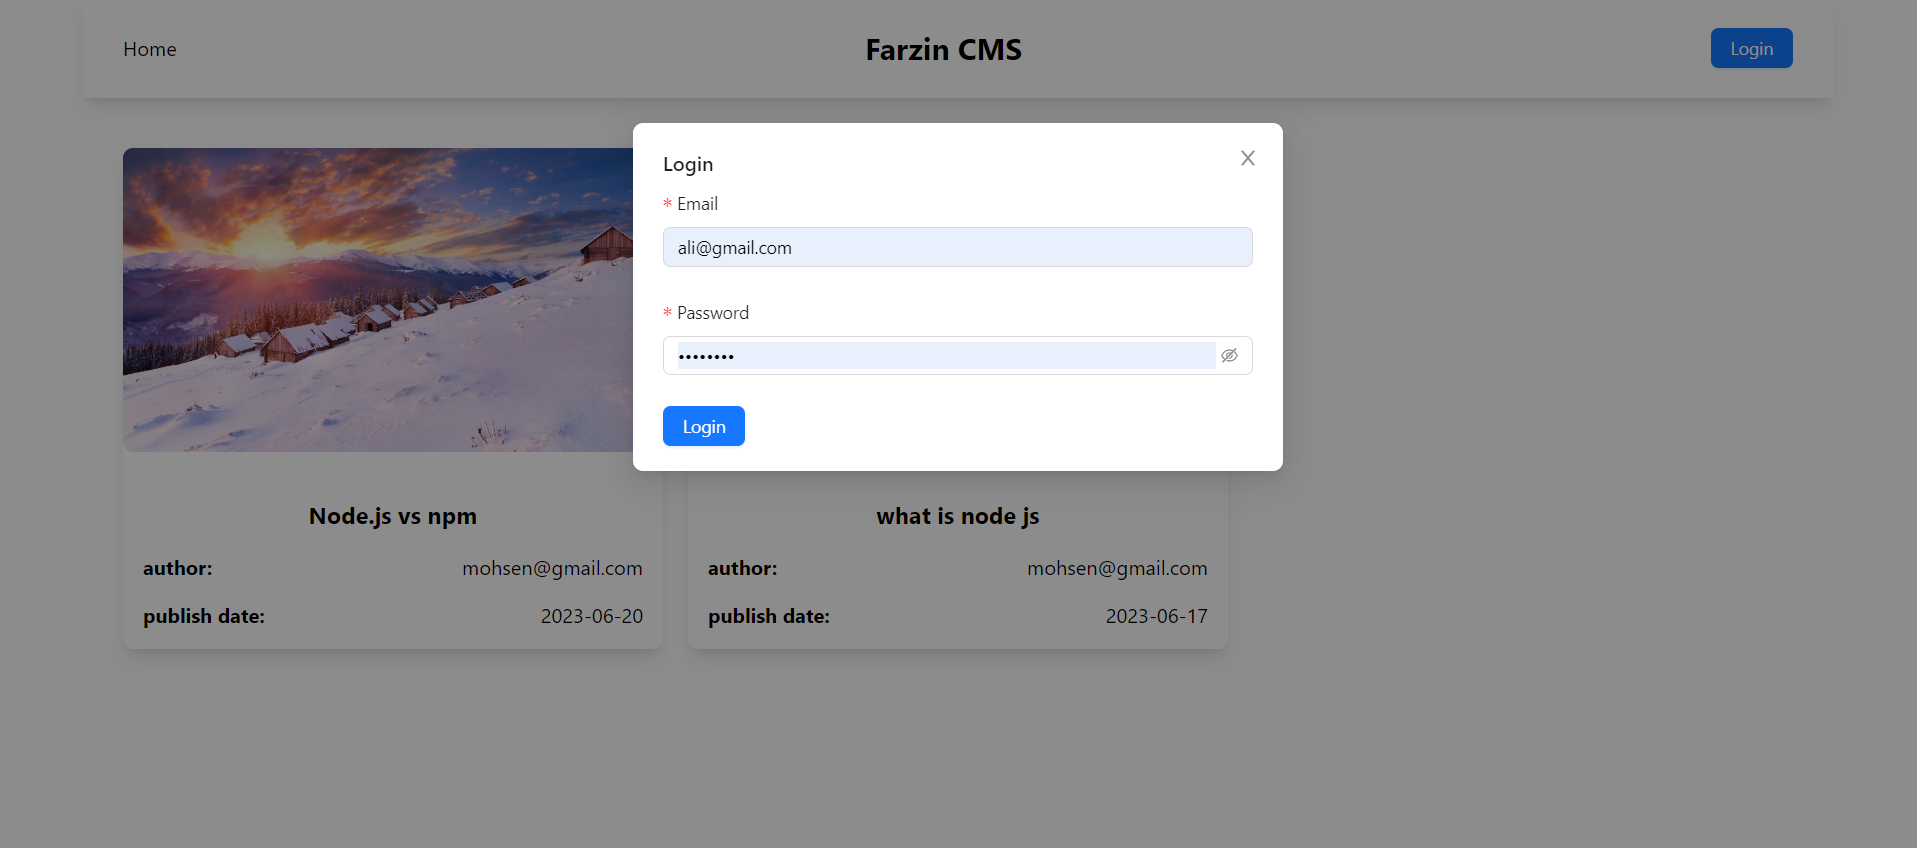 Home
Farzin CMS
Login
Login
* Email
ali@gmail.com
* Password
••••••••
Login
Node.js vs npm
author: mohsen@gmail.com
publish date: 2023-06-20
what is node js
author: mohsen@gmail.com
publish date: 2023-06-17